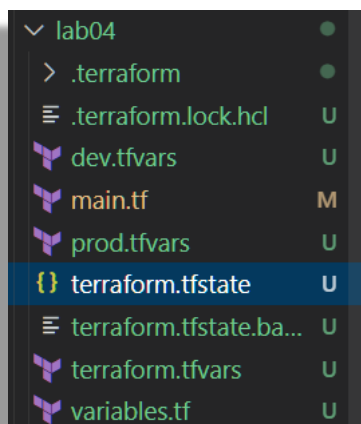 lab04
.terraform
.terraform.lock.hcl U
dev.tfvars U
main.tf M
prod.tfvars U
{} terraform.tfstate U
terraform.tfstate.ba... U
terraform.tfvars U
variables.tf U